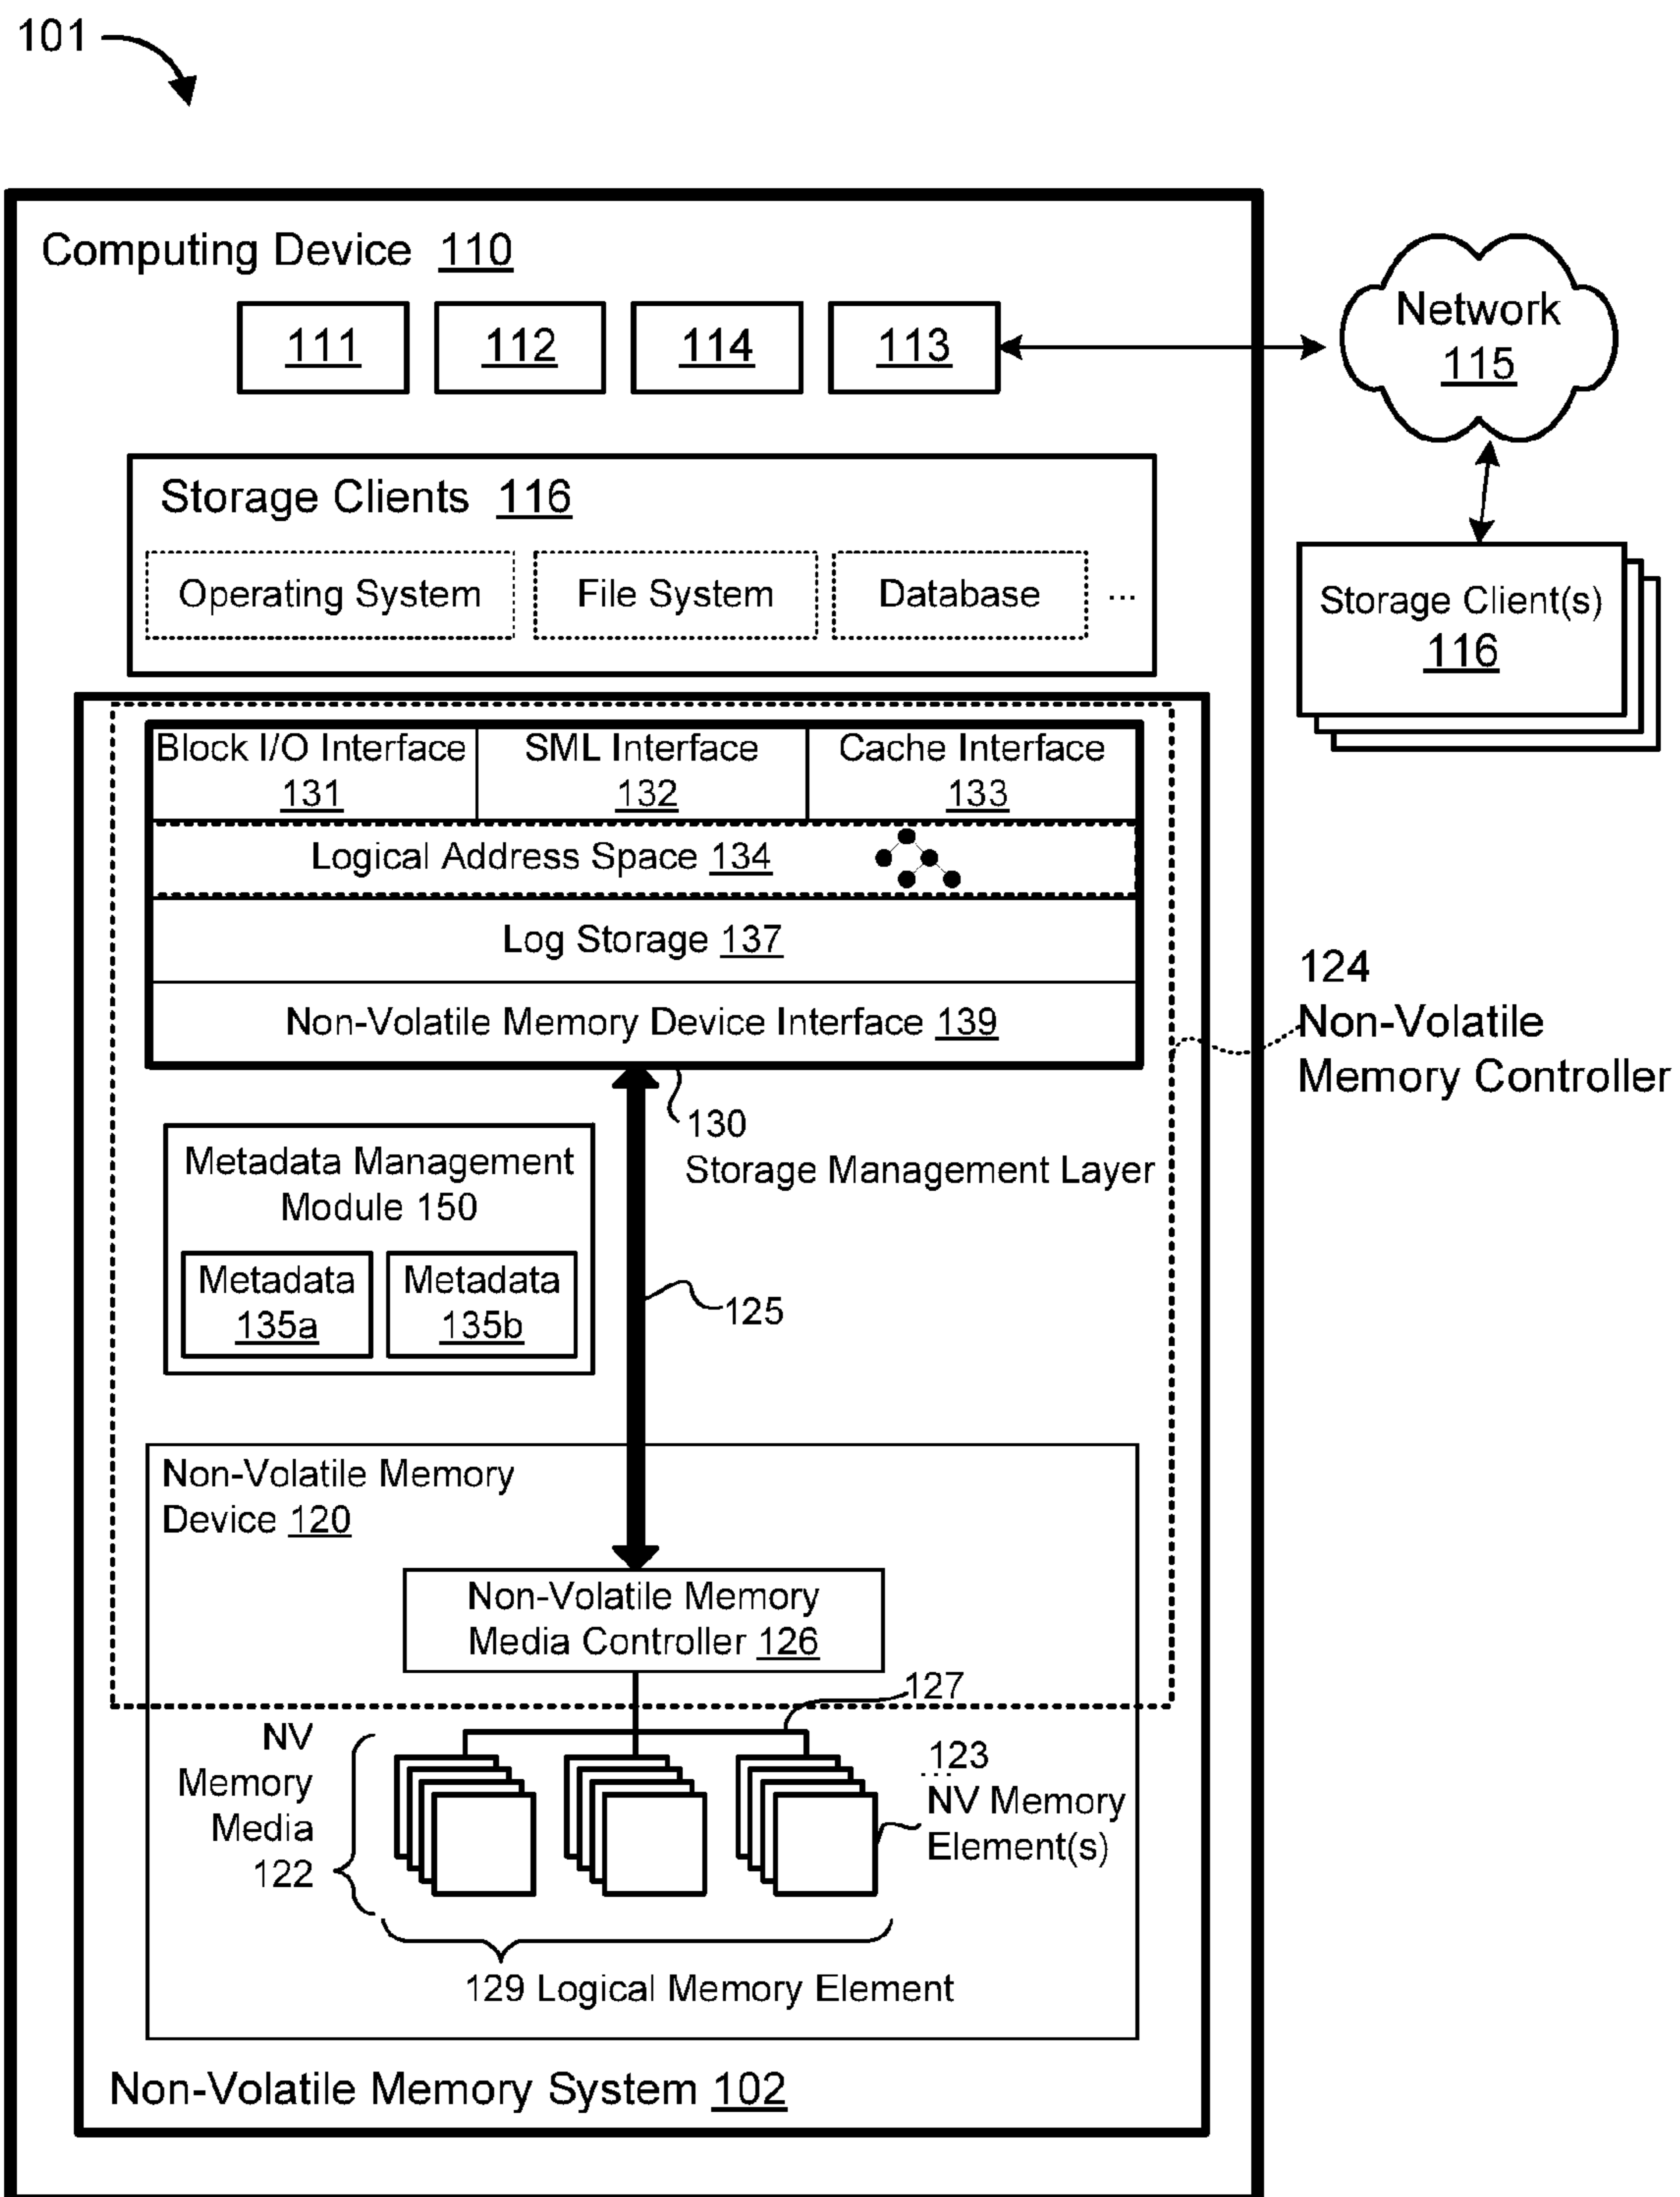 101
Computing Device 110
111
112
114
113
Network
115
Storage Clients 116
Operating System
File System
Database
...
Storage Client(s)
116
Block I/O Interface
131
SML Interface
132
Cache Interface
133
Logical Address Space 134
Log Storage 137
Non-Volatile Memory Device Interface 139
124
Non-Volatile
Memory Controller
130
Storage Management Layer
Metadata Management
Module 150
Metadata
135a
Metadata
135b
125
Non-Volatile Memory
Device 120
Non-Volatile Memory
Media Controller 126
127
NV
Memory
Media
122
...
123
NV Memory
Element(s)
129 Logical Memory Element
Non-Volatile Memory System 102